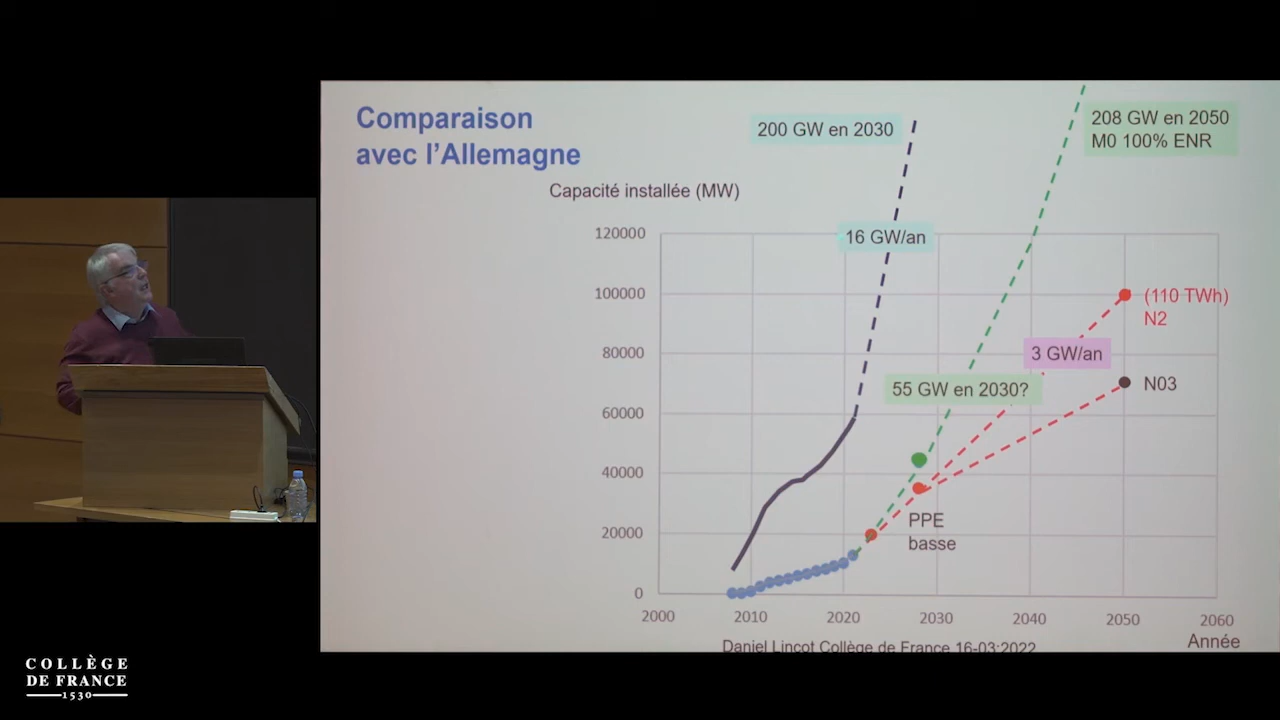 Comparaison
avec l'Allemagne
200 GW en 2030
208 GW en 2050
M0 100% ENR
Capacité installée (MW)
16 GW/an
120000
100000
80000
60000
40000
20000
0
(110 TWh)
N2
3 GW/an
55 GW en 2030?
N03
PPE
basse
2000
2010
2020
2030
2040
2050
2060
Année
Daniel Lincot Collège de France 16-03:2022
COLLÈGE
DE FRANCE
1530